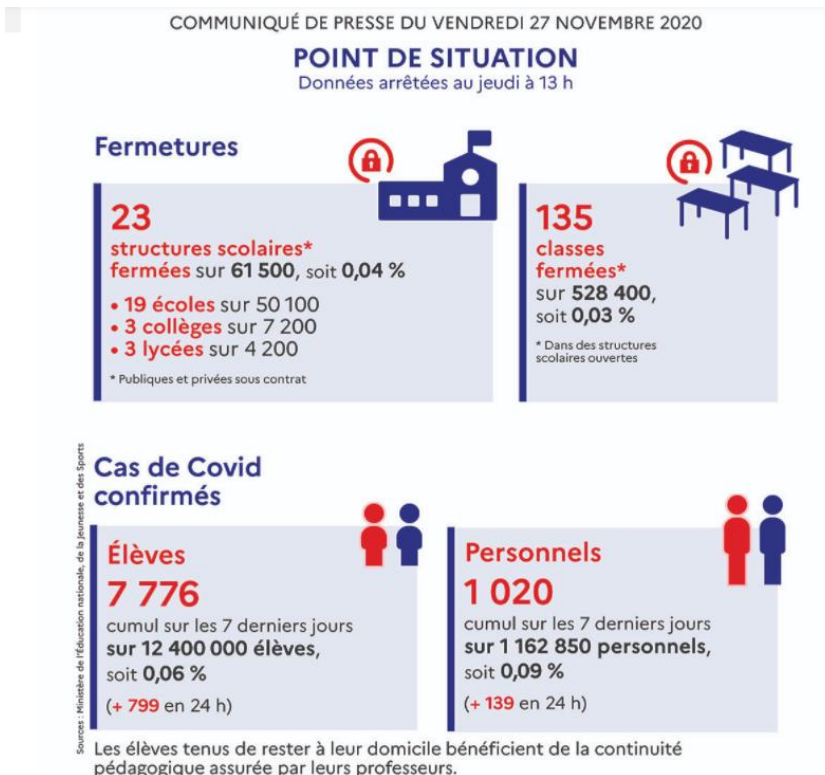 COMMUNIQUÉ DE PRESSE DU VENDREDI 27 NOVEMBRE 2020
POINT DE SITUATION
Données arrêtées au jeudi à 13 h
Fermetures
23
structures scolaires*
fermées sur 61 500, soit 0,04 %
• 19 écoles sur 50 100
• 3 collèges sur 7 200
• 3 lycées sur 4 200
* Publiques et privées sous contrat
135
classes
fermées*
sur 528 400,
soit 0,03 %
* Dans des structures
scolaires ouvertes
Cas de Covid
confirmés
Élèves
7 776
cumul sur les 7 derniers jours
sur 12 400 000 élèves,
soit 0,06 %
(+ 799 en 24 h)
Personnels
1 020
cumul sur les 7 derniers jours
sur 1 162 850 personnels,
soit 0,09 %
(+ 139 en 24 h)
Sources : Ministère de l'Éducation nationale, de la Jeunesse et des Sports
Les élèves tenus de rester à leur domicile bénéficient de la continuité
pédagogique assurée par leurs professeurs.